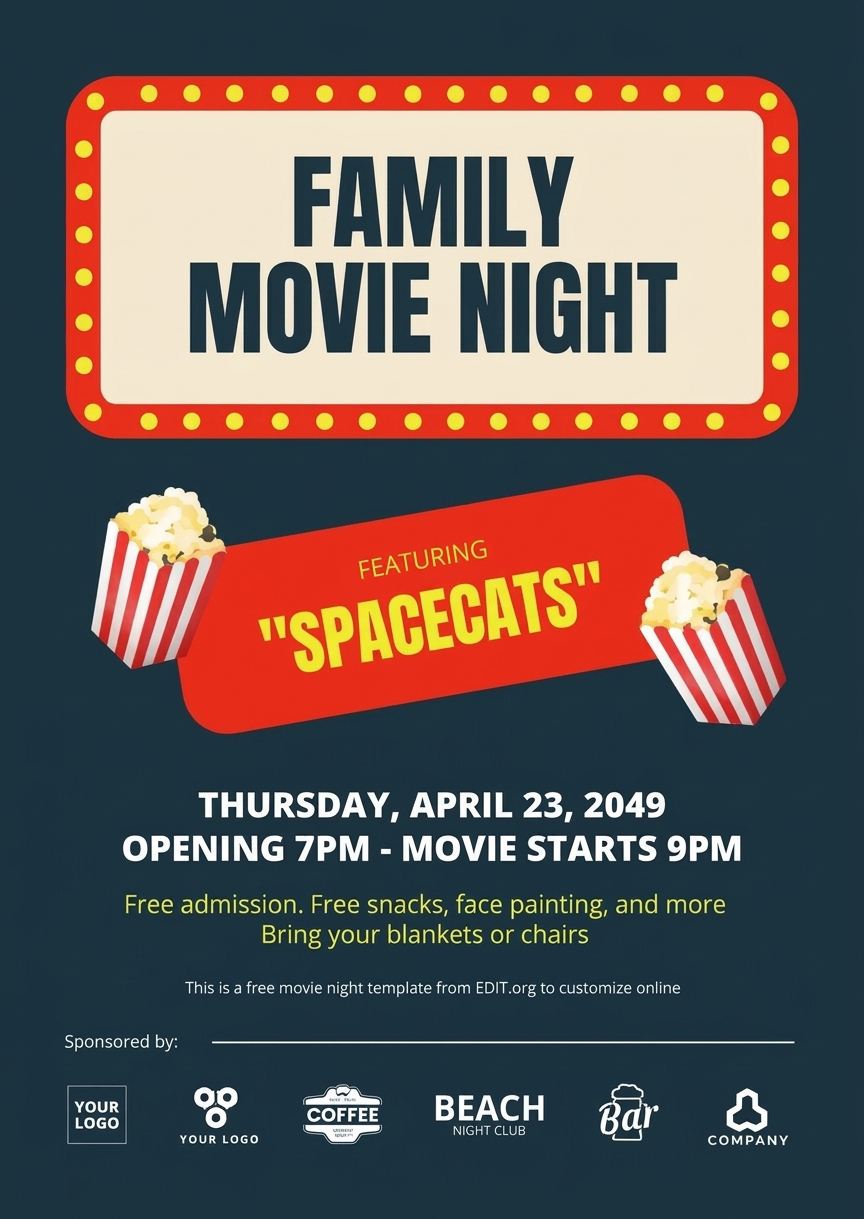 FAMILY
MOVIE NIGHT
FEATURING
"SPACECATS"
THURSDAY, APRIL 23, 2049
OPENING 7PM - MOVIE STARTS 9PM
Free admission. Free snacks, face painting, and more
Bring your blankets or chairs
This is a free movie night template from EDIT.org to customize online
Sponsored by:
YOUR
LOGO
YOUR LOGO
COFFEE
BEACH
NIGHT CLUB
Bar
COMPANY